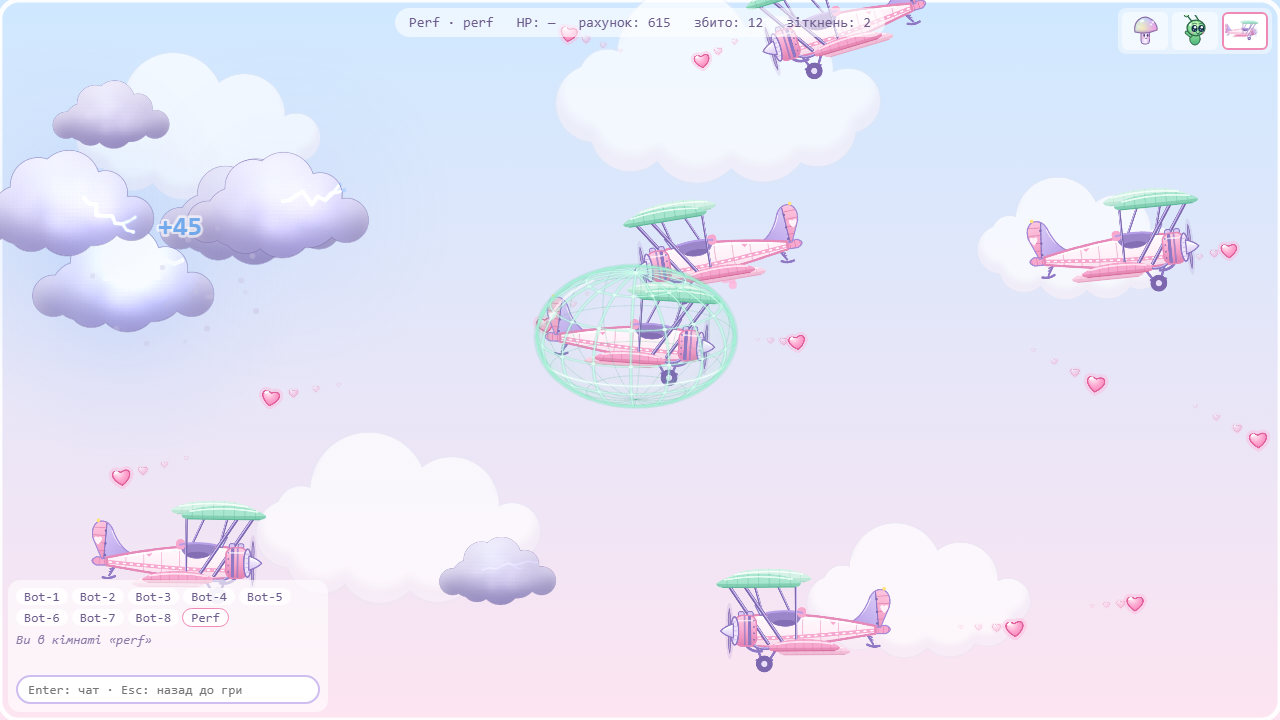 Perf · perf HP: — рахунок: 615 збито: 12 зіткнень: 2
+45
Bot-1 Bot-2 Bot-3 Bot-4 Bot-5
Bot-6 Bot-7 Bot-8 Perf
Ви в кімнаті «perf»
Enter: чат · Esc: назад до гри